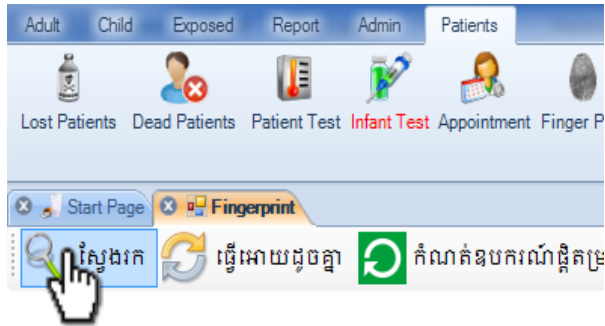 Adult Child Exposed Report Admin Patients
Lost Patients Dead Patients Patient Test Infant Test Appointment Finger
Start Page Fingerprint
ស្វែងរក ធ្វើអោយដូចគ្នា កំណត់ឧបករណ៍ផ្តិតម្រ